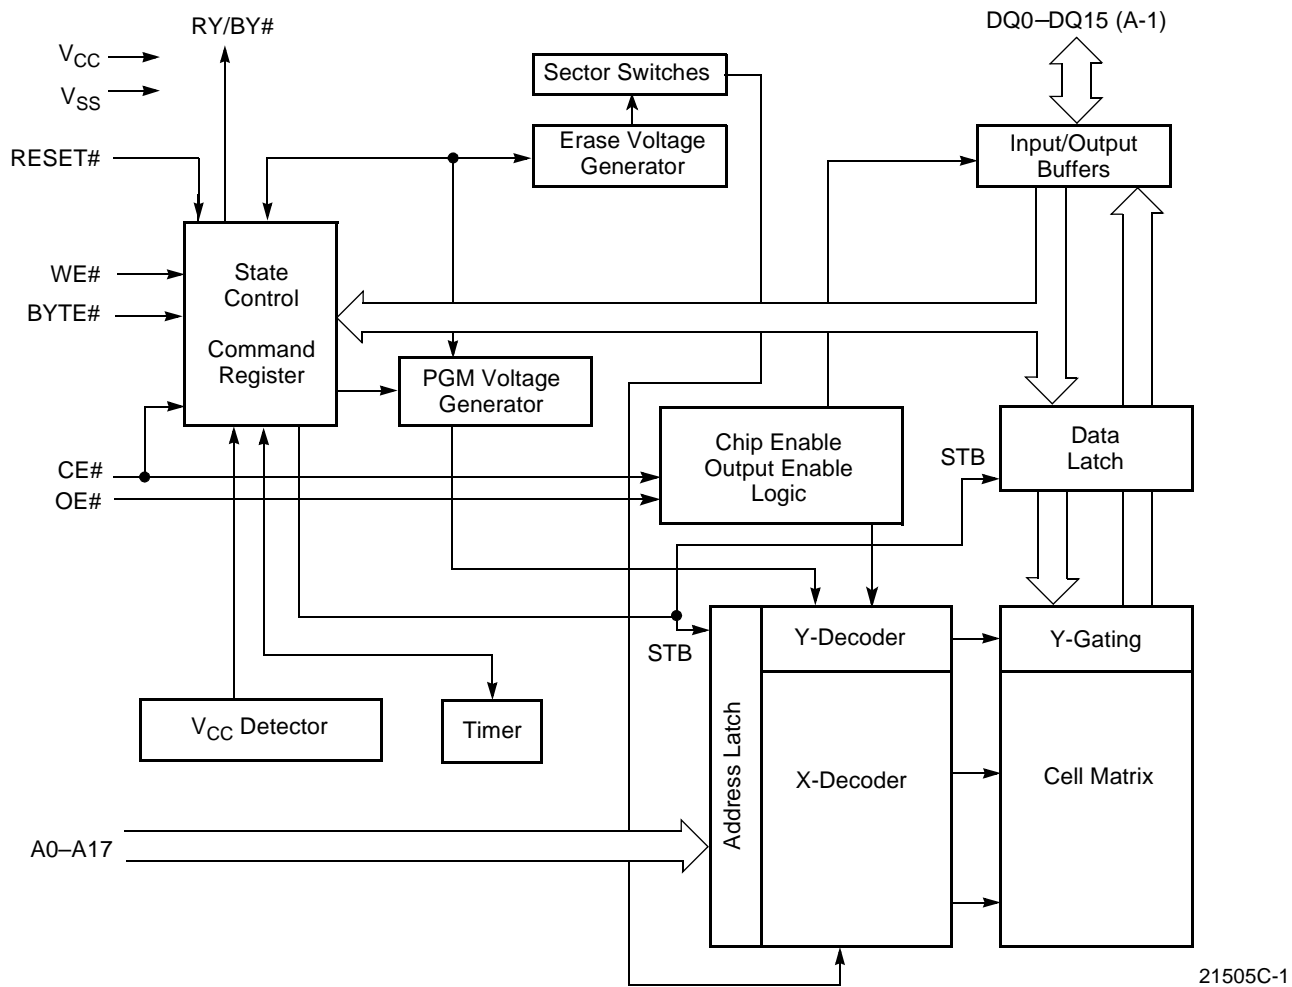 RY/BY#
DQ0–DQ15 (A-1)
VCC
VSS
Sector Switches
Erase Voltage
Generator
Input/Output
Buffers
RESET#
WE#
BYTE#
State
Control
Command
Register
PGM Voltage
Generator
Chip Enable
Output Enable
Logic
Data
Latch
STB
CE#
OE#
STB
Y-Decoder
Y-Gating
VCC Detector
Timer
Address Latch
X-Decoder
Cell Matrix
A0–A17
21505C-1